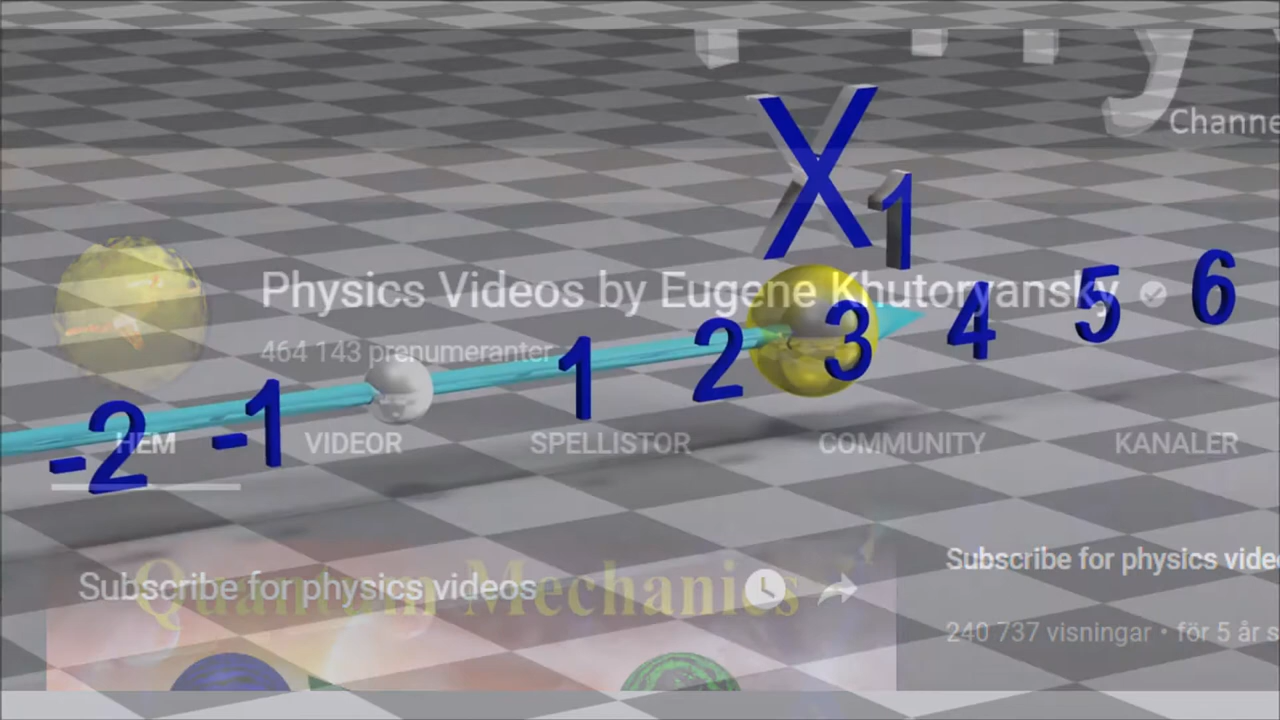 Channe
X1
Physics Videos by Eugene Khutoryansky
464 143 prenumeranter
-2 -1 1 2 3 4 5 6
HEM VIDEOR SPELLISTOR COMMUNITY KANALER
Quantum Mechanics
Subscribe for physics videos
Subscribe for physics vide
240 737 visningar • för 5 år s